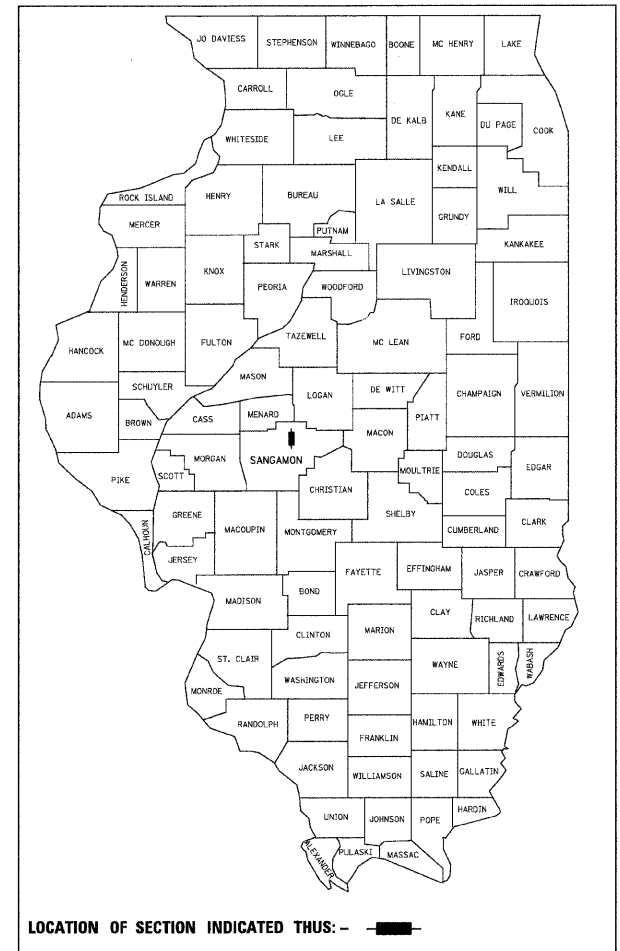 JO DAVIESS STEPHENSON WINNEBAGO BOONE MC HENRY LAKE
CARROLL OGLE DE KALB KANE DU PAGE COOK
WHITESIDE LEE KENDALL WILL
ROCK ISLAND HENRY BUREAU LA SALLE GRUNDY
MERCER PUTNAM
STARK MARSHALL KANKAKEE
HENDERSON WARREN KNOX PEORIA WOODFORD LIVINGSTON IROQUOIS
HANCOCK MC DONOUGH FULTON TAZEWELL MC LEAN FORD
MASON
ADAMS SCHUYLER LOGAN DE WITT CHAMPAIGN VERMILION
BROWN CASS MENARD MACON PIATT
PIKE SCOTT MORGAN SANGAMON MOULTRIE DOUGLAS EDGAR
CHRISTIAN COLES
CALHOUN GREENE MACOUPIN MONTGOMERY SHELBY CUMBERLAND CLARK
JERSEY FAYETTE EFFINGHAM JASPER CRAWFORD
MADISON BOND
CLINTON MARION CLAY RICHLAND LAWRENCE
ST. CLAIR WAYNE EDWARDS WABASH
MONROE WASHINGTON JEFFERSON
RANDOLPH PERRY HAMILTON WHITE
FRANKLIN
JACKSON WILLIAMSON SALINE GALLATIN
UNION JOHNSON POPE HARDIN
ALEXANDER PULASKI MASSAC
LOCATION OF SECTION INDICATED THUS: –